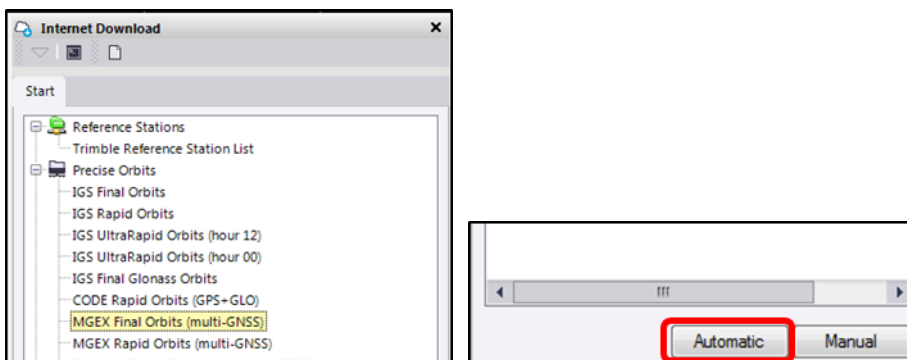 Internet Download
Start
Reference Stations
Trimble Reference Station List
Precise Orbits
IGS Final Orbits
IGS Rapid Orbits
IGS UltraRapid Orbits (hour 12)
IGS UltraRapid Orbits (hour 00)
IGS Final Glonass Orbits
CODE Rapid Orbits (GPS+GLO)
MGEX Final Orbits (multi-GNSS)
MGEX Rapid Orbits (multi-GNSS)
Automatic Manual